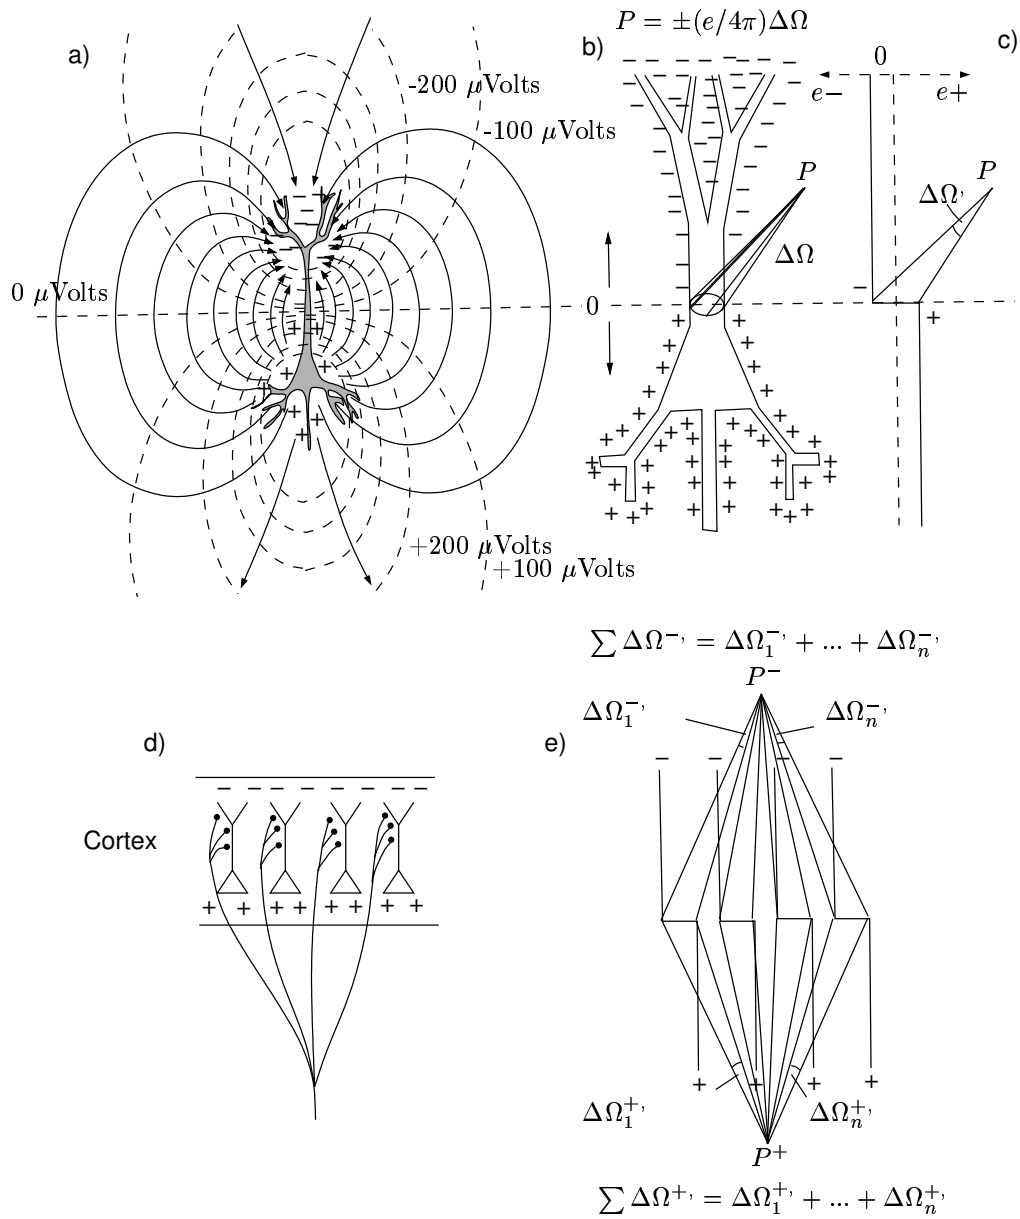 a)
-200 μVolts
-100 μVolts
0 μVolts
+200 μVolts
+100 μVolts
b)
P = ±(e/4π)ΔΩ
P
ΔΩ
0
c)
0
e− e+
P
ΔΩ'
− 
+
d)
Cortex
− − − − − − −
+ + + + + + + +
e)
∑ ΔΩ⁻' = ΔΩ₁⁻' + ... + ΔΩₙ⁻'
P⁻
ΔΩ₁⁻' ΔΩₙ⁻'
− − − −
+ + + +
ΔΩ₁⁺' ΔΩₙ⁺'
P⁺
∑ ΔΩ⁺' = ΔΩ₁⁺' + ... + ΔΩₙ⁺'